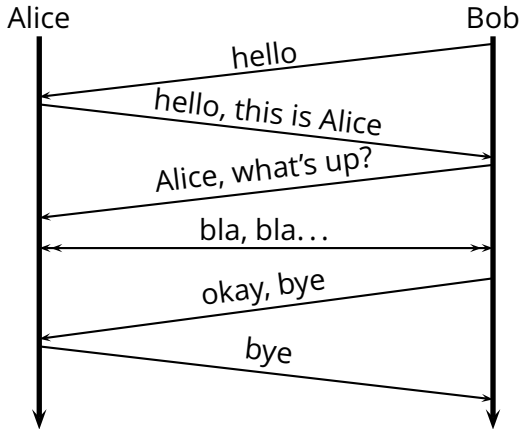 Alice
Bob
hello
hello, this is Alice
Alice, what’s up?
bla, bla…
okay, bye
bye